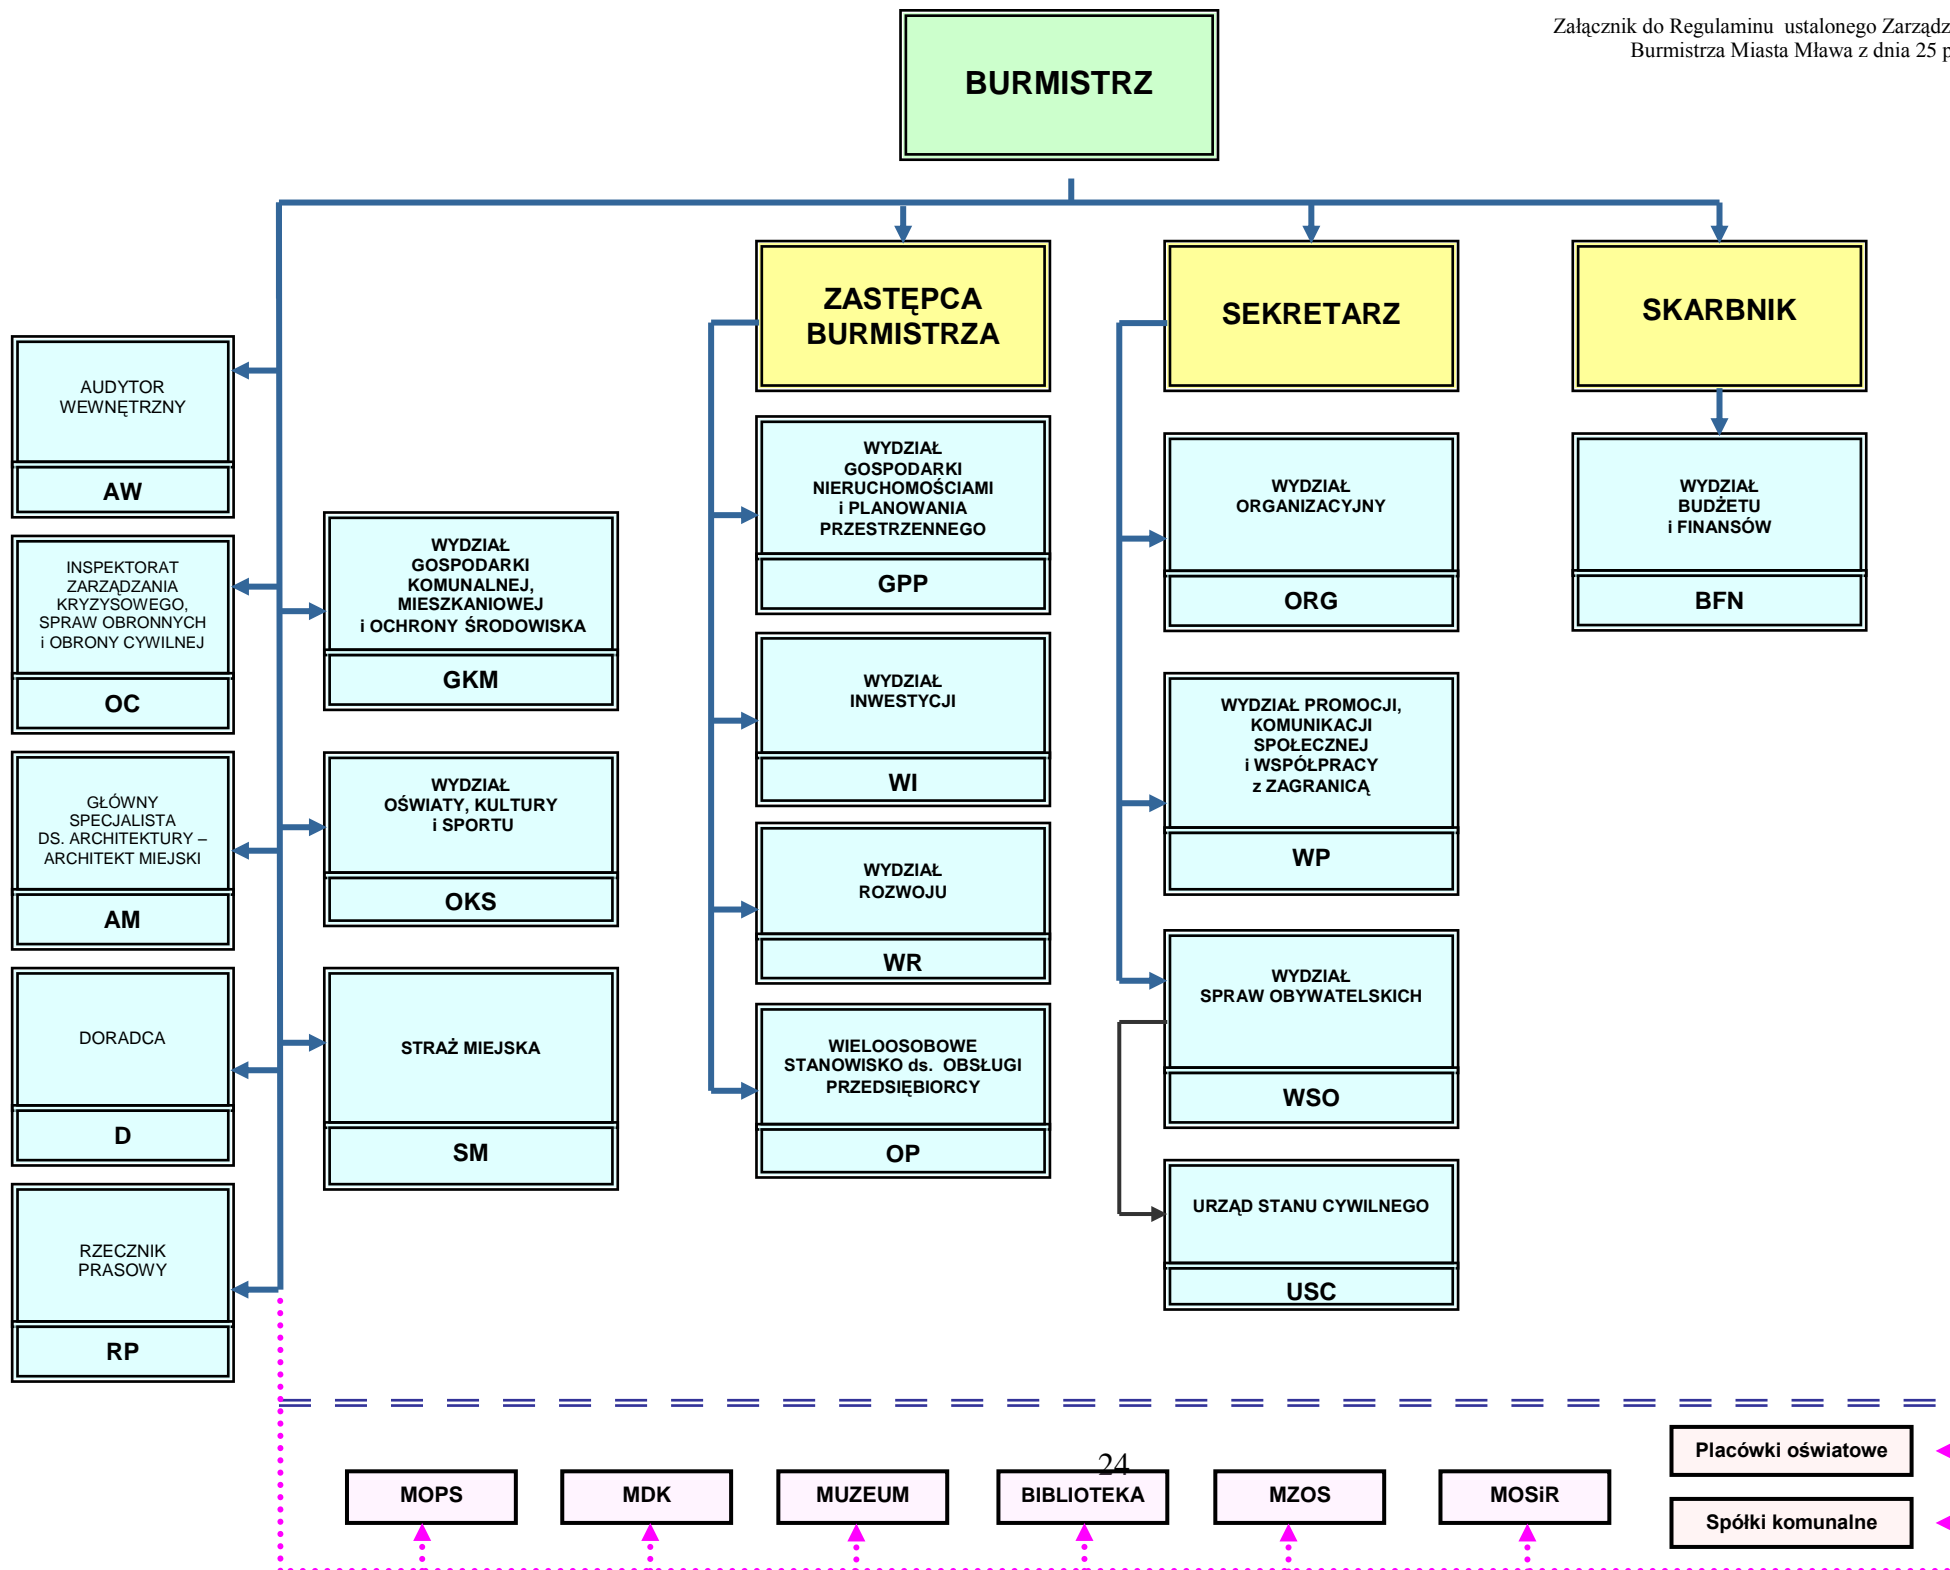 Załącznik do Regulaminu ustalonego Zarządz
Burmistrza Miasta Mława z dnia 25 p
BURMISTRZ
ZASTĘPCA
BURMISTRZA
SEKRETARZ
SKARBNIK
AUDYTOR
WEWNĘTRZNY
AW
INSPEKTORAT
ZARZĄDZANIA
KRYZYSOWEGO,
SPRAW OBRONNYCH
i OBRONY CYWILNEJ
OC
GŁÓWNY
SPECJALISTA
DS. ARCHITEKTURY –
ARCHITEKT MIEJSKI
AM
DORADCA
D
RZECZNIK
PRASOWY
RP
WYDZIAŁ
GOSPODARKI
KOMUNALNEJ,
MIESZKANIOWEJ
i OCHRONY ŚRODOWISKA
GKM
WYDZIAŁ
OŚWIATY, KULTURY
i SPORTU
OKS
STRAŻ MIEJSKA
SM
WYDZIAŁ
GOSPODARKI
NIERUCHOMOŚCIAMI
i PLANOWANIA
PRZESTRZENNEGO
GPP
WYDZIAŁ
INWESTYCJI
WI
WYDZIAŁ
ROZWOJU
WR
WIELOOSOBOWE
STANOWISKO ds. OBSŁUGI
PRZEDSIĘBIORCY
OP
WYDZIAŁ
ORGANIZACYJNY
ORG
WYDZIAŁ PROMOCJI,
KOMUNIKACJI
SPOŁECZNEJ
i WSPÓŁPRACY
z ZAGRANICĄ
WP
WYDZIAŁ
SPRAW OBYWATELSKICH
WSO
URZĄD STANU CYWILNEGO
USC
WYDZIAŁ
BUDŻETU
i FINANSÓW
BFN
Placówki oświatowe
24
MOPS
MDK
MUZEUM
BIBLIOTEKA
MZOS
MOSiR
Spółki komunalne